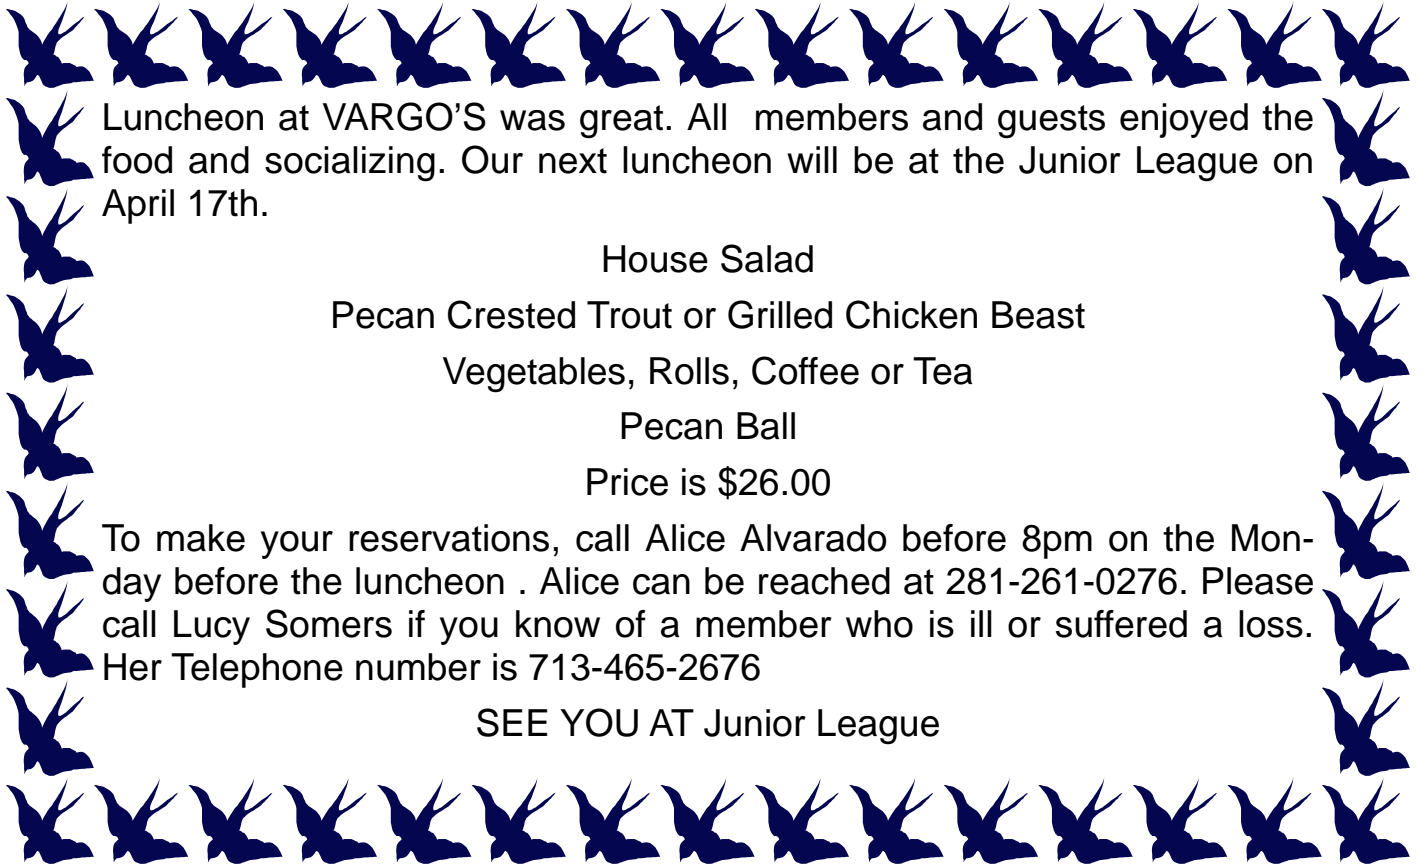 Luncheon at VARGO’S was great. All  members and guests enjoyed the
food and socializing. Our next luncheon will be at the Junior League on
April 17th.
House Salad
Pecan Crested Trout or Grilled Chicken Beast
Vegetables, Rolls, Coffee or Tea
Pecan Ball
Price is $26.00
To make your reservations, call Alice Alvarado before 8pm on the Mon-
day before the luncheon . Alice can be reached at 281-261-0276. Please
call Lucy Somers if you know of a member who is ill or suffered a loss.
Her Telephone number is 713-465-2676
SEE YOU AT Junior League